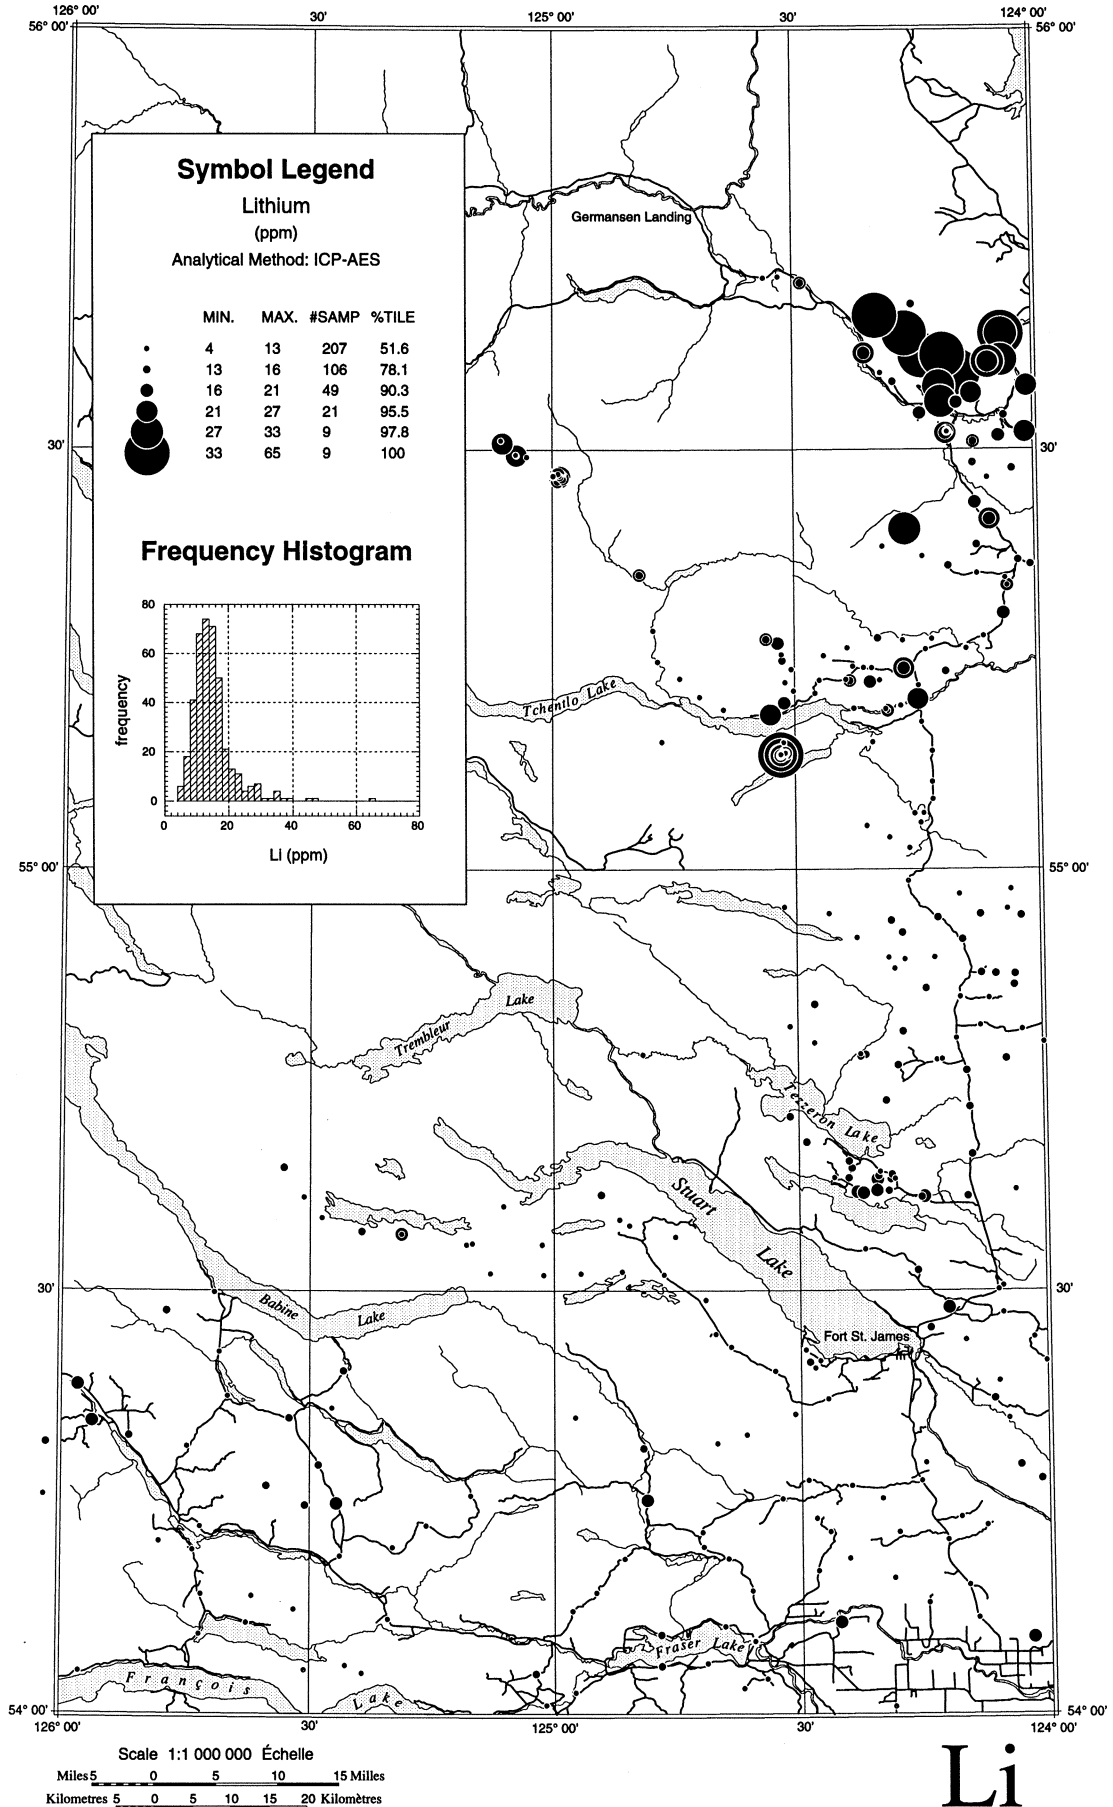 126° 00' 30' 125° 00' 30' 124° 00'
56° 00' 56° 00'
Symbol Legend
Lithium
(ppm)
Analytical Method: ICP-AES
MIN. MAX. #SAMP %TILE
4 13 207 51.6
13 16 106 78.1
16 21 49 90.3
21 27 21 95.5
27 33 9 97.8
33 65 9 100
Germansen Landing
30' 30'
Frequency Histogram
80
60
40
20
0
frequency
0 20 40 60 80
Li (ppm)
Tchentlo Lake
55° 00' 55° 00'
Trembleur Lake
Tezzeron Lake
Stuart Lake
30' 30'
Babine Lake
Fort St. James
Fraser Lake
François Lake
54° 00' 54° 00'
126° 00' 30' 125° 00' 30' 124° 00'
Scale 1:1 000 000 Échelle
Miles 5 0 5 10 15 Milles
Kilometres 5 0 5 10 15 20 Kilomètres
Li